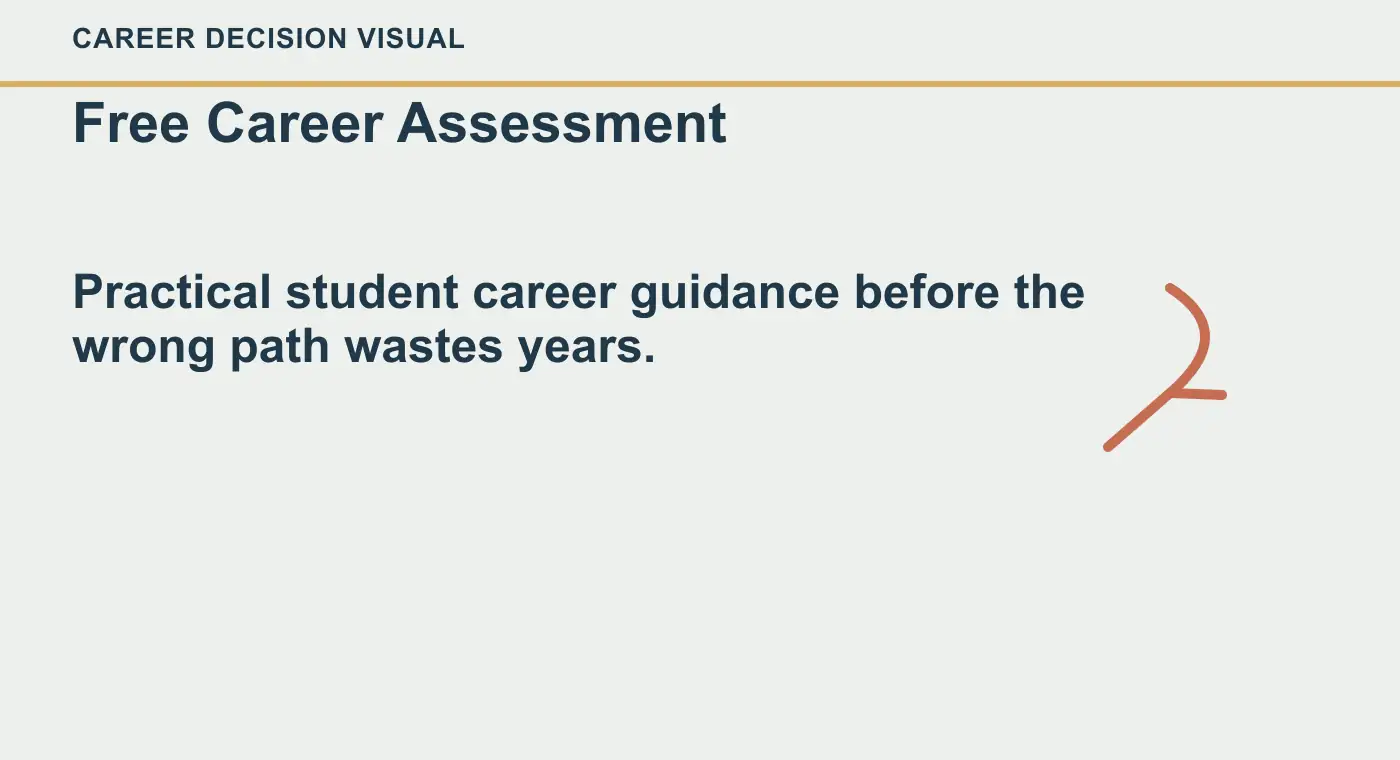 CAREER DECISION VISUAL
Free Career Assessment
Practical student career guidance before the
wrong path wastes years.